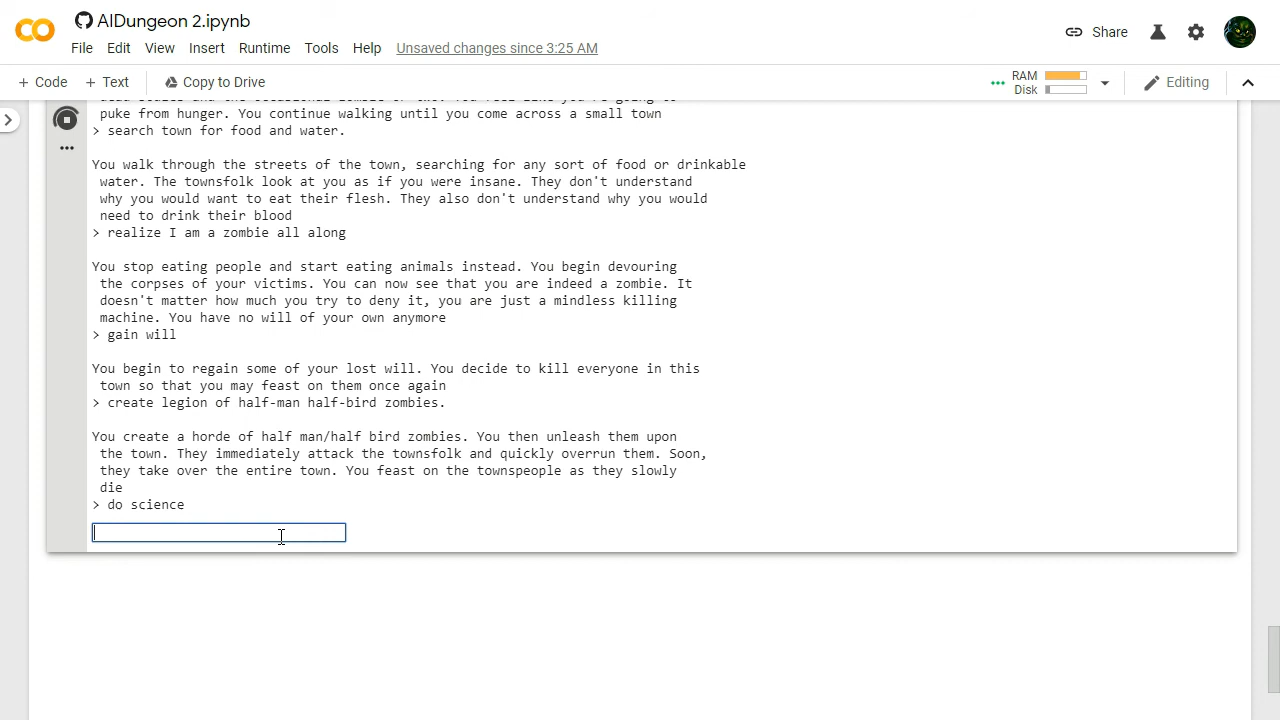 AIDungeon 2.ipynb
File Edit View Insert Runtime Tools Help Unsaved changes since 3:25 AM
Share
+ Code + Text Copy to Drive
RAM
Disk
Editing
puke from hunger. You continue walking until you come across a small town
> search town for food and water.
You walk through the streets of the town, searching for any sort of food or drinkable
water. The townsfolk look at you as if you were insane. They don't understand
why you would want to eat their flesh. They also don't understand why you would
need to drink their blood
> realize I am a zombie all along
You stop eating people and start eating animals instead. You begin devouring
the corpses of your victims. You can now see that you are indeed a zombie. It
doesn't matter how much you try to deny it, you are just a mindless killing
machine. You have no will of your own anymore
> gain will
You begin to regain some of your lost will. You decide to kill everyone in this
town so that you may feast on them once again
> create legion of half-man half-bird zombies.
You create a horde of half man/half bird zombies. You then unleash them upon
the town. They immediately attack the townsfolk and quickly overrun them. Soon,
they take over the entire town. You feast on the townspeople as they slowly
die
> do science